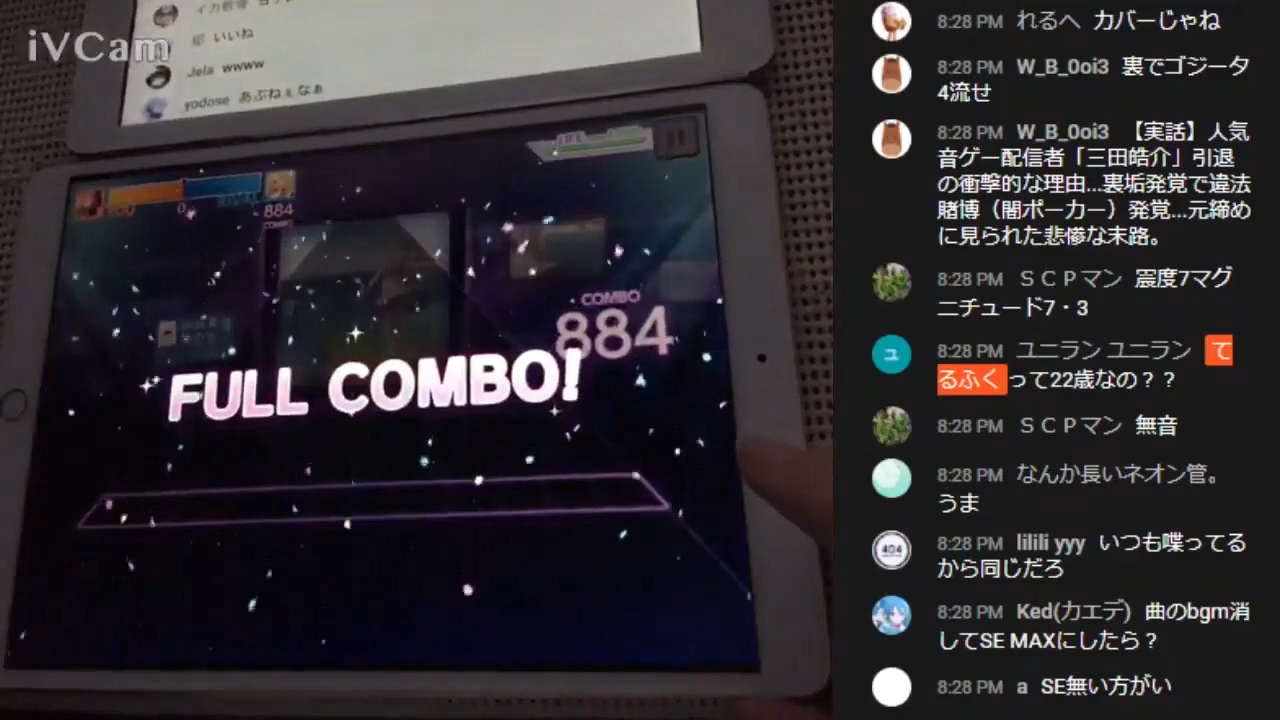 iVCam
いいね
Jela wwww
yodose あぶねぇなぁ
LIFE
884
COMBO
COMBO
884
FULL COMBO!
8:28 PM れるへ カバーじゃね
8:28 PM W_B_0oi3 裏でゴジータ
4流せ
8:28 PM W_B_0oi3 【実話】人気
音ゲー配信者「三田皓介」引退
の衝撃的な理由...裏垢発覚で違法
賭博（闇ポーカー）発覚...元締め
に見られた悲惨な末路。
8:28 PM ＳＣＰマン 震度7マグ
ニチュード7・3
ユ
8:28 PM ユニラン ユニラン て
るふくって22歳なの？？
8:28 PM ＳＣＰマン 無音
8:28 PM なんか長いネオン管。
うま
404
8:28 PM lilili yyy いつも喋ってる
から同じだろ
8:28 PM Ked(カエデ) 曲のbgm消
してSE MAXにしたら？
8:28 PM a SE無い方がい